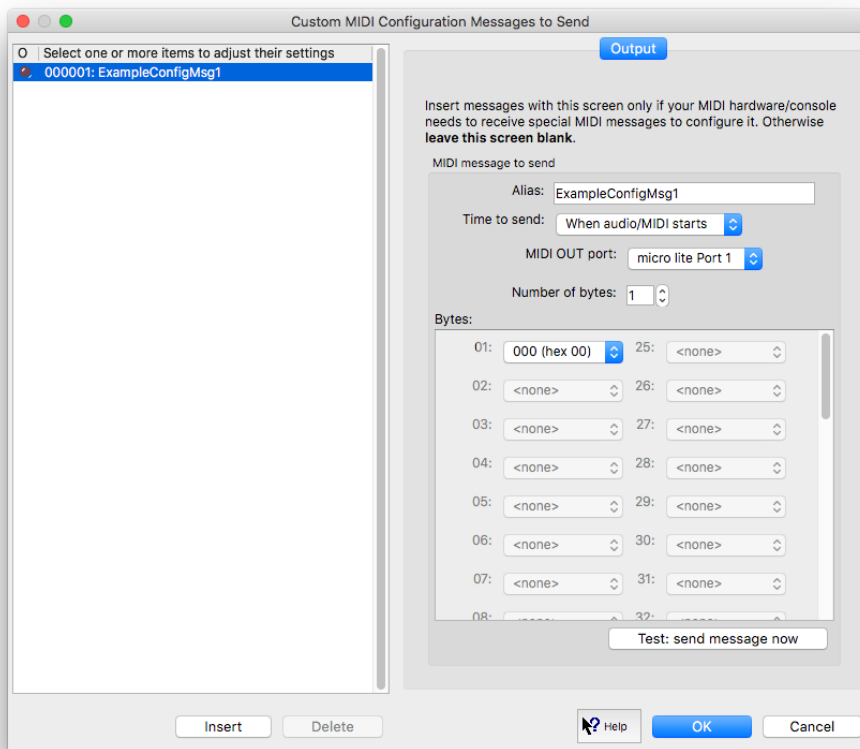 Custom MIDI Configuration Messages to Send
O Select one or more items to adjust their settings
000001: ExampleConfigMsg1
Output
Insert messages with this screen only if your MIDI hardware/console
needs to receive special MIDI messages to configure it. Otherwise
leave this screen blank.
MIDI message to send
Alias: ExampleConfigMsg1
Time to send: When audio/MIDI starts
MIDI OUT port: micro lite Port 1
Number of bytes: 1
Bytes:
01: 000 (hex 00) 25: <none>
02: <none> 26: <none>
03: <none> 27: <none>
04: <none> 28: <none>
05: <none> 29: <none>
06: <none> 30: <none>
07: <none> 31: <none>
08: 32:
Test: send message now
Insert Delete ? Help OK Cancel